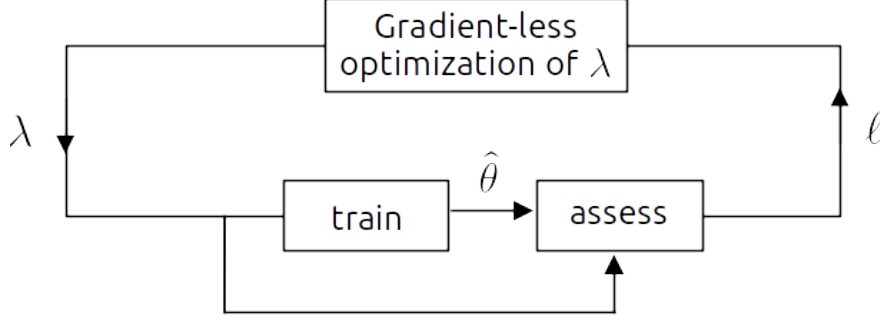 Gradient-less
optimization of λ
λ
ℓ
θ̂
train
assess